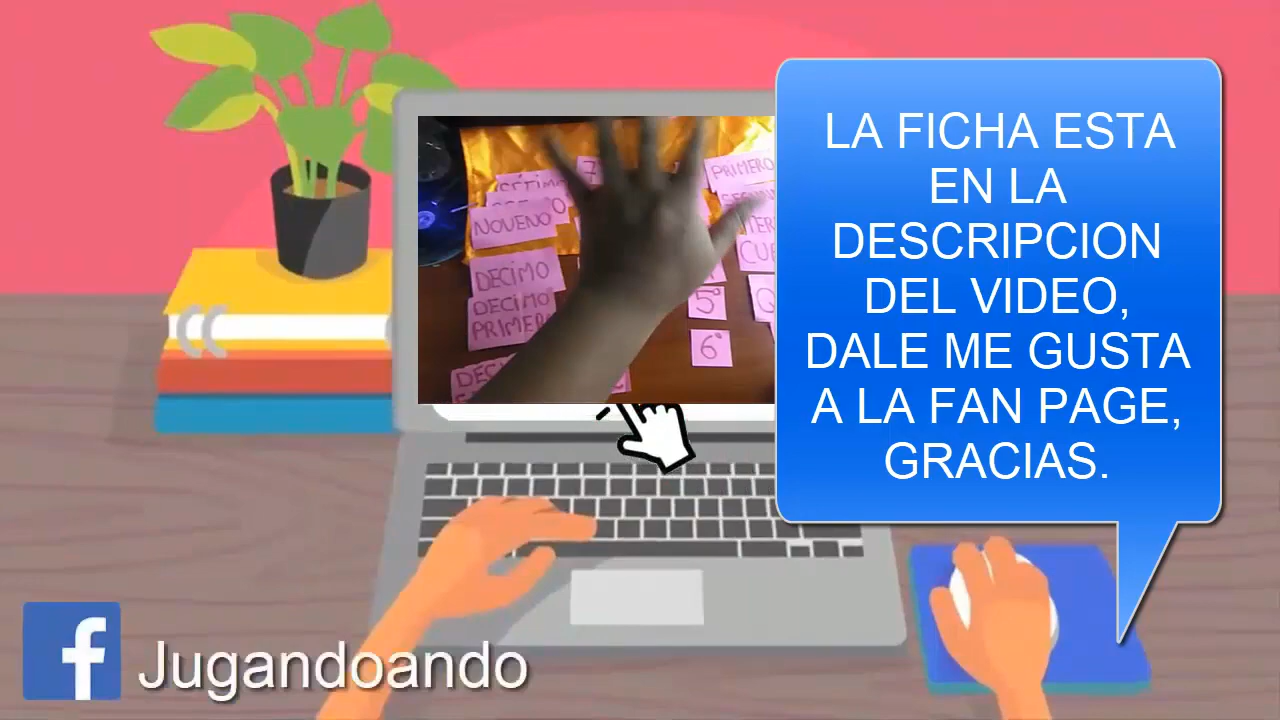 LA FICHA ESTA
EN LA
DESCRIPCION
DEL VIDEO,
DALE ME GUSTA
A LA FAN PAGE,
GRACIAS.
PRIMERO
NOVENO
DECIMO
DECIMO
PRIMERO
5°
6°
f Jugandoando